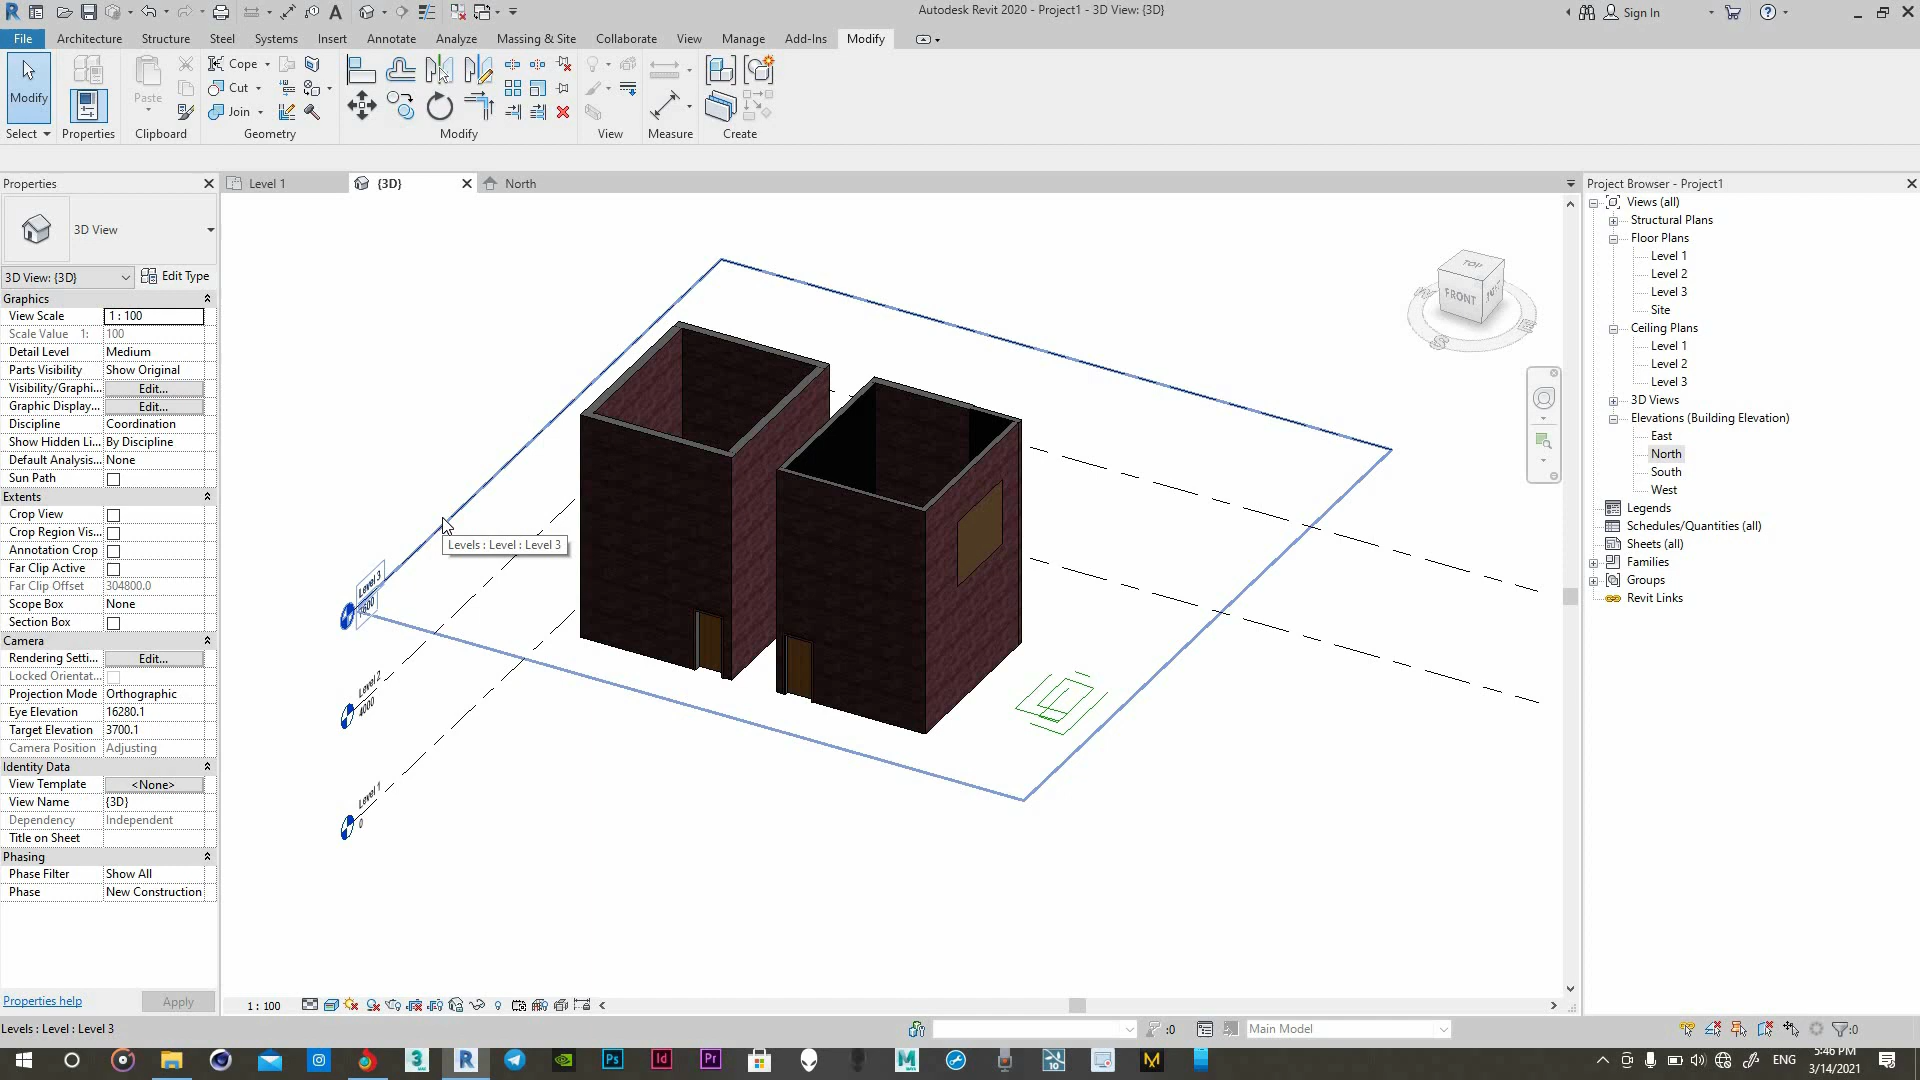 Autodesk Revit 2020 - Project1 - 3D View: {3D}
Sign In
File Architecture Structure Steel Systems Insert Annotate Analyze Massing & Site Collaborate View Manage Add-Ins Modify
Modify
Paste
Cope
Cut
Join
Select
Properties
Clipboard
Geometry
Modify
View
Measure
Create
Properties
Level 1
{3D}
North
Project Browser - Project1
3D View
3D View: {3D}
Edit Type
Graphics
View Scale 1 : 100
Scale Value 1: 100
Detail Level Medium
Parts Visibility Show Original
Visibility/Graphi... Edit...
Graphic Display... Edit...
Discipline Coordination
Show Hidden Li... By Discipline
Default Analysis... None
Sun Path
Extents
Crop View
Crop Region Vis...
Annotation Crop
Far Clip Active
Far Clip Offset 304800.0
Scope Box None
Section Box
Camera
Rendering Setti... Edit...
Locked Orientat...
Projection Mode Orthographic
Eye Elevation 16280.1
Target Elevation 3700.1
Camera Position Adjusting
Identity Data
View Template <None>
View Name {3D}
Dependency Independent
Title on Sheet
Phasing
Phase Filter Show All
Phase New Construction
Properties help
Apply
TOP
FRONT
S
Levels : Level : Level 3
Level 3
7600
Level 2
4000
Level 1
0
Views (all)
Structural Plans
Floor Plans
Level 1
Level 2
Level 3
Site
Ceiling Plans
Level 1
Level 2
Level 3
3D Views
Elevations (Building Elevation)
East
North
South
West
Legends
Schedules/Quantities (all)
Sheets (all)
Families
Groups
Revit Links
1 : 100
Levels : Level : Level 3
:0
Main Model
:0
Ps
Id
Pr
ENG
5:46 PM
3/14/2021